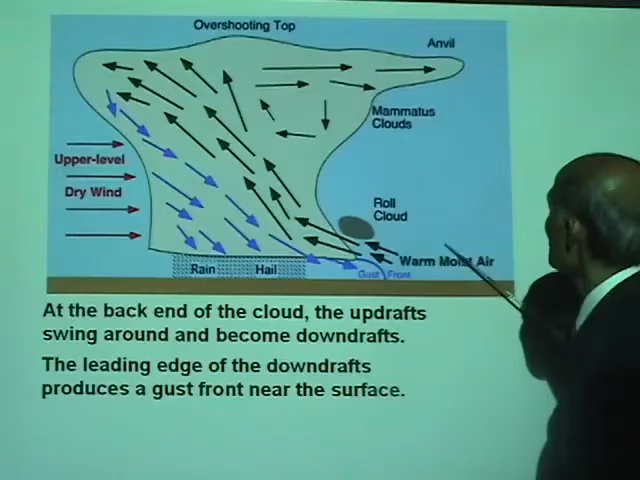 Overshooting Top
Anvil
Mammatus
Clouds
Upper-level
Dry Wind
Roll
Cloud
Warm Moist Air
Rain
Hail
Gust Front
At the back end of the cloud, the updrafts
swing around and become downdrafts.
The leading edge of the downdrafts
produces a gust front near the surface.